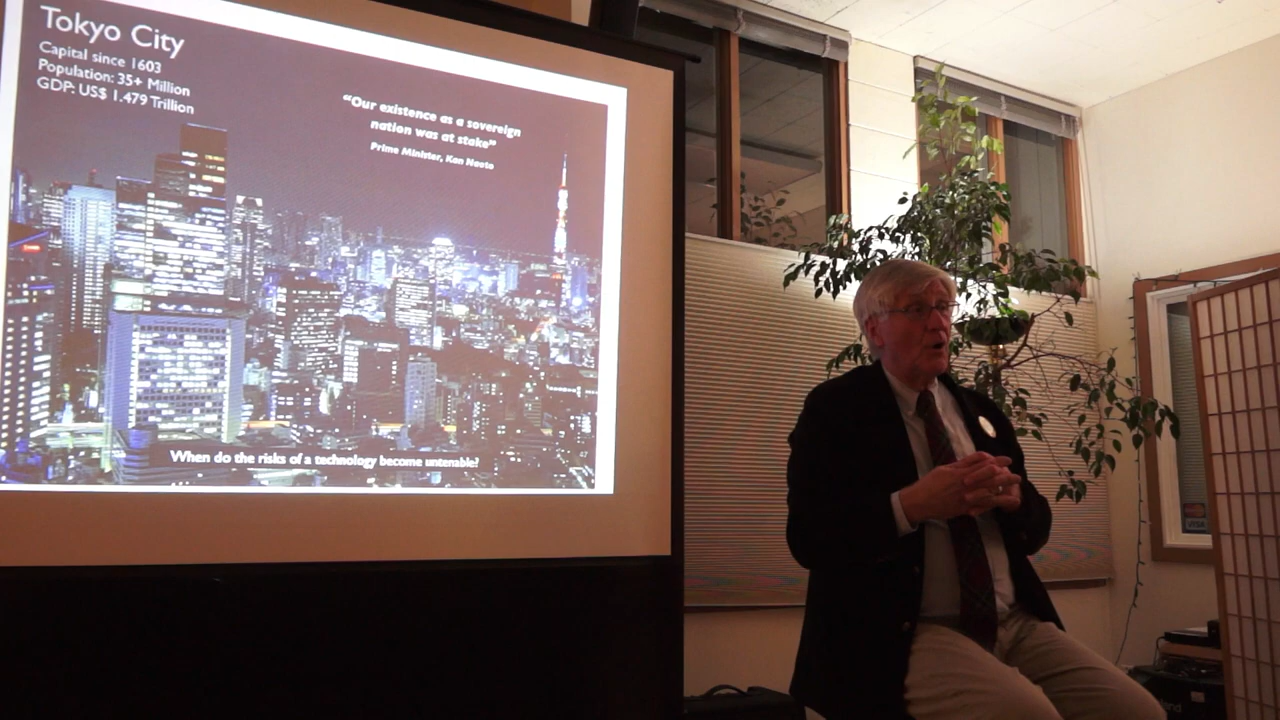 Tokyo City
Capital since 1603
Population: 35+ Million
GDP: US$ 1.479 Trillion
“Our existence as a sovereign
nation was at stake”
Prime Minister, Kan Naoto
When do the risks of a technology become untenable?
VISA